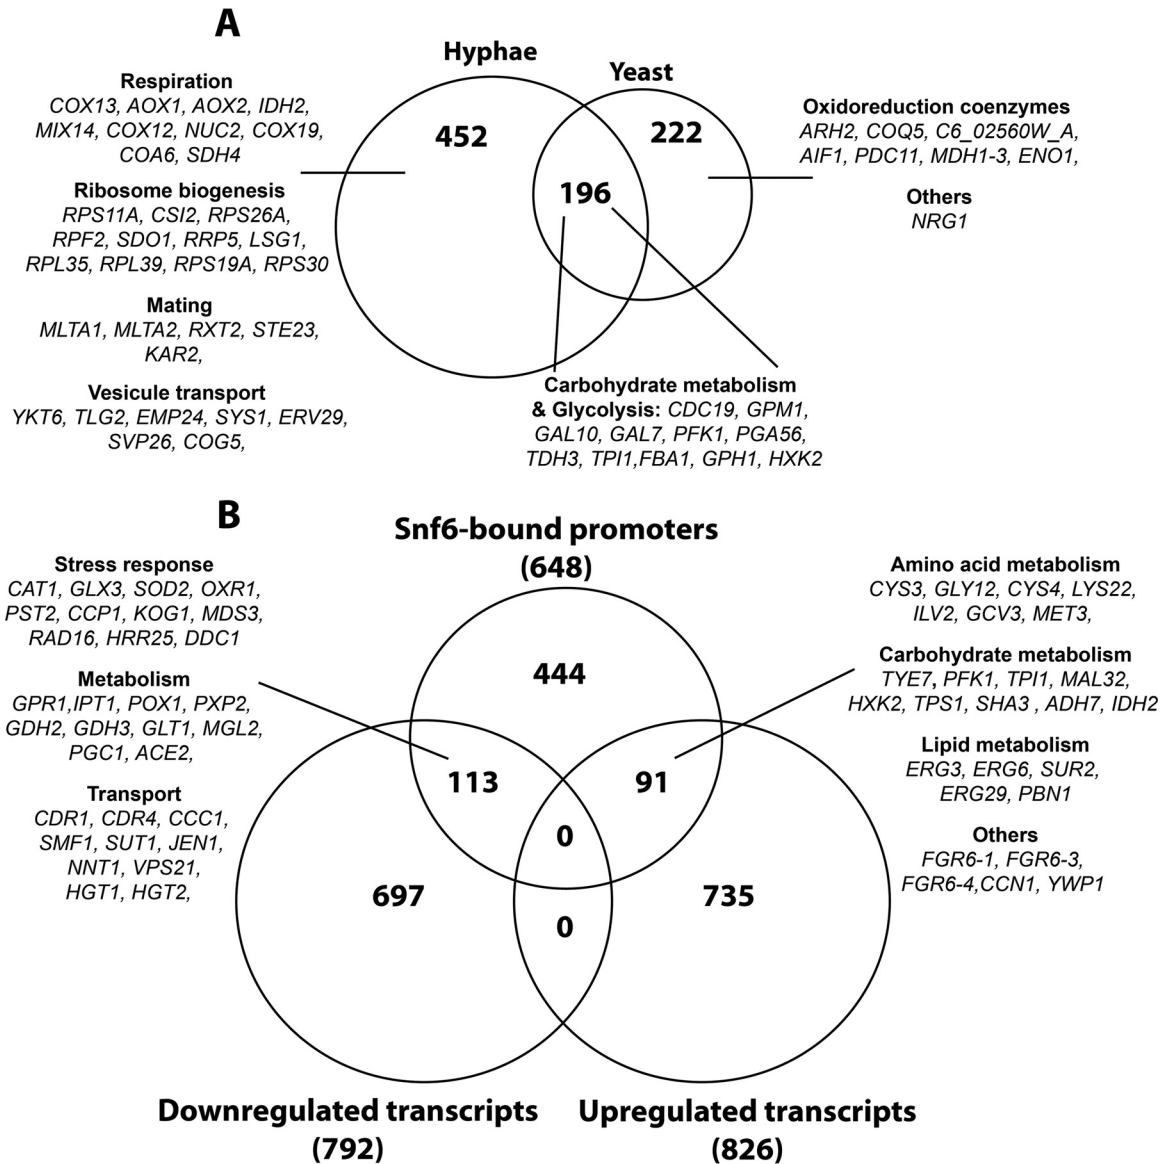 A
Hyphae
Yeast
452
222
196
Respiration
COX13, AOX1, AOX2, IDH2,
MIX14, COX12, NUC2, COX19,
COA6, SDH4
Ribosome biogenesis
RPS11A, CSI2, RPS26A,
RPF2, SDO1, RRP5, LSG1,
RPL35, RPL39, RPS19A, RPS30
Mating
MLTA1, MLTA2, RXT2, STE23,
KAR2,
Vesicule transport
YKT6, TLG2, EMP24, SYS1, ERV29,
SVP26, COG5,
Oxidoreduction coenzymes
ARH2, COQ5, C6_02560W_A,
AIF1, PDC11, MDH1-3, ENO1,
Others
NRG1
Carbohydrate metabolism
& Glycolysis: CDC19, GPM1,
GAL10, GAL7, PFK1, PGA56,
TDH3, TPI1,FBA1, GPH1, HXK2
B
Snf6-bound promoters
(648)
Stress response
CAT1, GLX3, SOD2, OXR1,
PST2, CCP1, KOG1, MDS3,
RAD16, HRR25, DDC1
Metabolism
GPR1,IPT1, POX1, PXP2,
GDH2, GDH3, GLT1, MGL2,
PGC1, ACE2,
Transport
CDR1, CDR4, CCC1,
SMF1, SUT1, JEN1,
NNT1, VPS21,
HGT1, HGT2,
444
113
91
0
697
735
0
Amino acid metabolism
CYS3, GLY12, CYS4, LYS22,
ILV2, GCV3, MET3,
Carbohydrate metabolism
TYE7, PFK1, TPI1, MAL32,
HXK2, TPS1, SHA3 , ADH7, IDH2
Lipid metabolism
ERG3, ERG6, SUR2,
ERG29, PBN1
Others
FGR6-1, FGR6-3,
FGR6-4,CCN1, YWP1
Downregulated transcripts
(792)
Upregulated transcripts
(826)